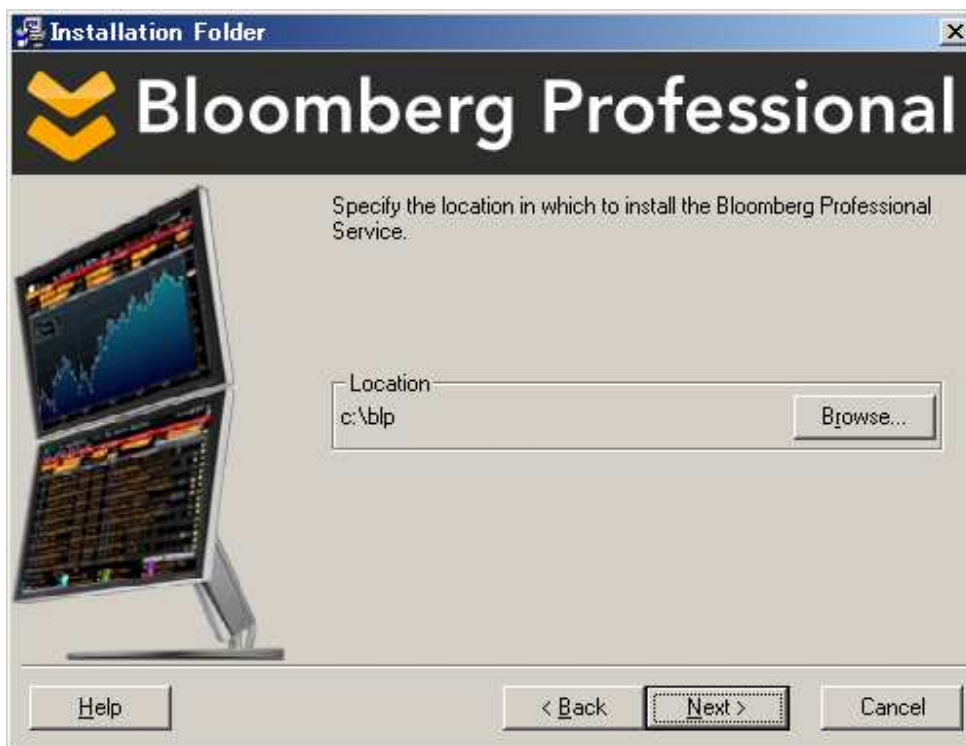 Installation Folder
Bloomberg Professional
Specify the location in which to install the Bloomberg Professional
Service.
Location
c:\blp
Browse...
Help
< Back
Next >
Cancel